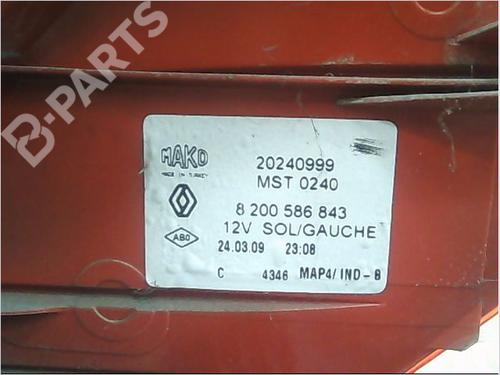 B-PARTS
MAKO
MADE IN TURKEY
20240999
MST 0240
8 200 586 843
12V SOL/GAUCHE
AB0
24.03.09 23:08
C 4346 MAP4/IND-8